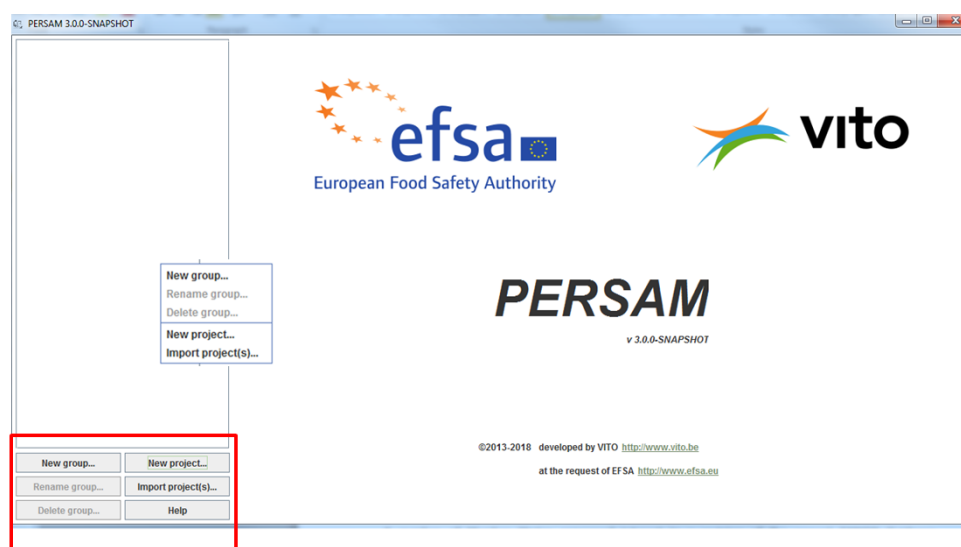 PERSAM 3.0.0-SNAPSHOT
efsa
European Food Safety Authority
vito
New group...
Rename group...
Delete group...
New project...
Import project(s)...
PERSAM
v 3.0.0-SNAPSHOT
©2013-2018 developed by VITO http://www.vito.be
at the request of EFSA http://www.efsa.eu
New group... New project...
Rename group... Import project(s)...
Delete group... Help